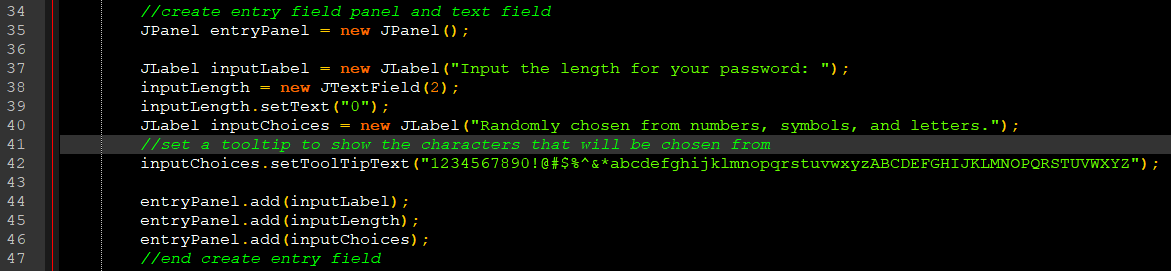 34 //create entry field panel and text field
35 JPanel entryPanel = new JPanel();
36
37 JLabel inputLabel = new JLabel("Input the length for your password: ");
38 inputLength = new JTextField(2);
39 inputLength.setText("0");
40 JLabel inputChoices = new JLabel("Randomly chosen from numbers, symbols, and letters.");
41 //set a tooltip to show the characters that will be chosen from
42 inputChoices.setToolTipText("1234567890!@#$%^&*abcdefghijklmnopqrstuvwxyzABCDEFGHIJKLMNOPQRSTUVWXYZ");
43
44 entryPanel.add(inputLabel);
45 entryPanel.add(inputLength);
46 entryPanel.add(inputChoices);
47 //end create entry field